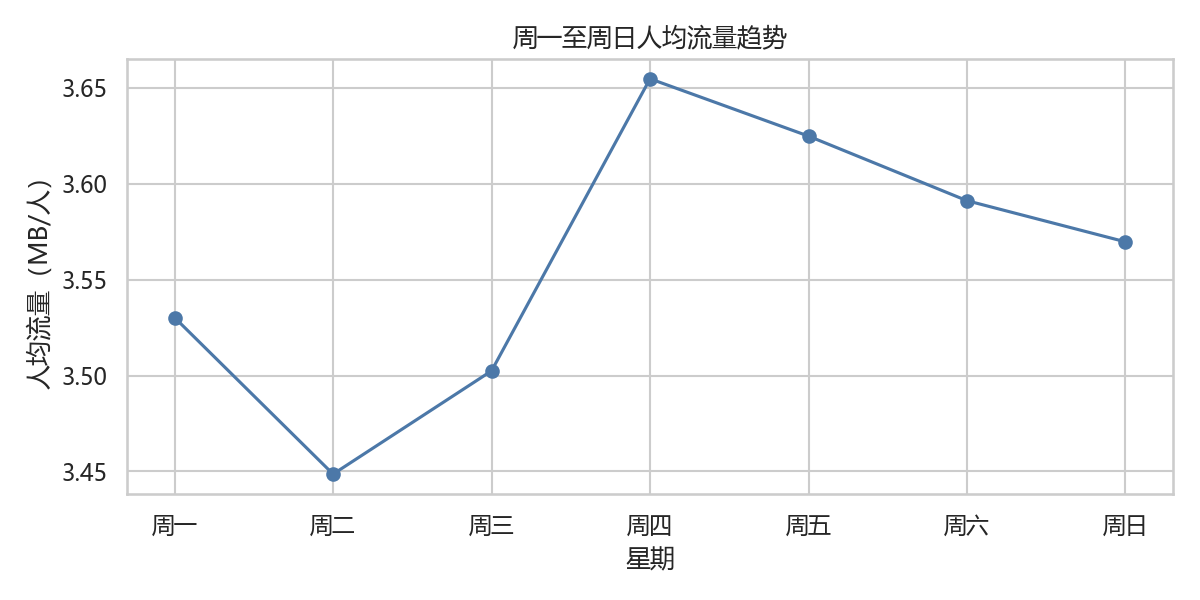 周一至周日人均流量趋势
人均流量（MB/人）
3.65
3.60
3.55
3.50
3.45
周一 周二 周三 周四 周五 周六 周日
星期